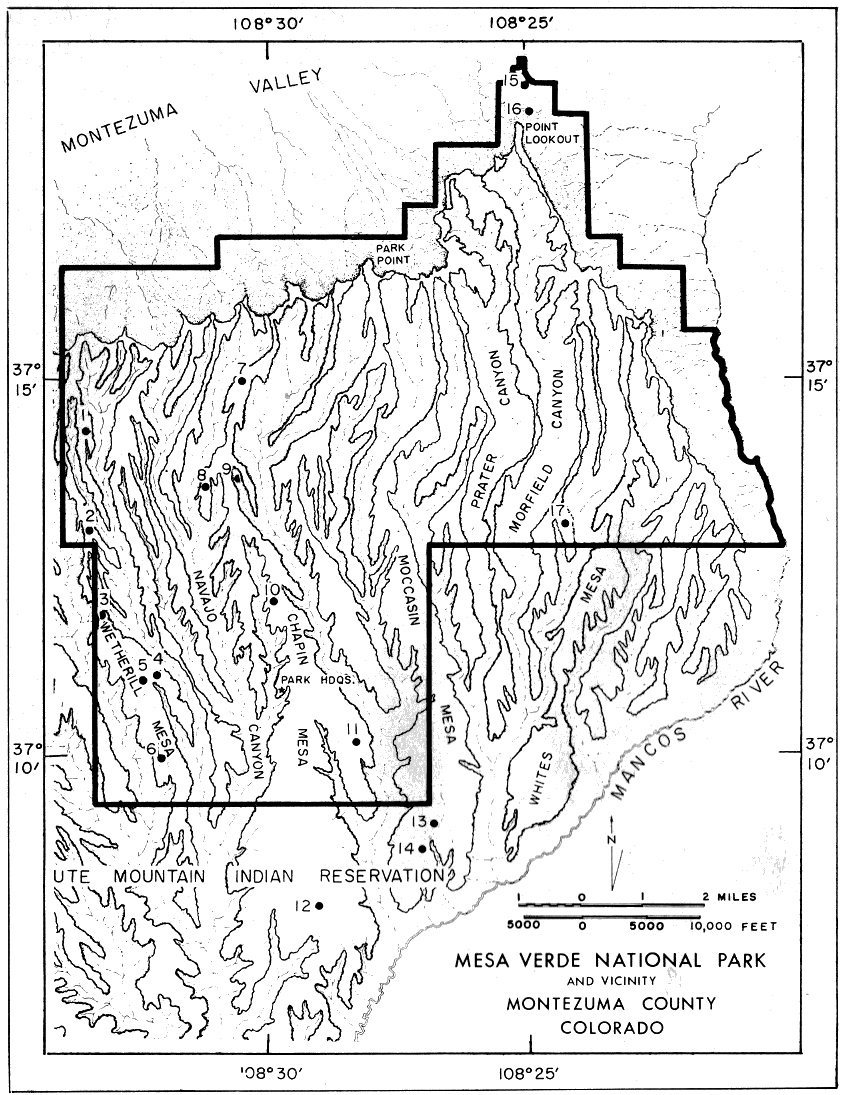 108°30'
108°25'
MONTEZUMA VALLEY
15
16
POINT
LOOKOUT
PARK
POINT
37°
15'
37°
15'
7
1
CANYON
CANYON
PRATER
MORFIELD
8
9
17
2
NAVAJO
MOCCASIN
MESA
10
3
WETHERILL
CHAPIN
5
4
PARK HDQS.
MESA
6
CANYON
MESA
11
MESA
WHITES
MANCOS RIVER
37°
10'
37°
10'
13
14
N
UTE MOUNTAIN INDIAN RESERVATION
12
1 0 1 2 MILES
5000 0 5000 10,000 FEET
MESA VERDE NATIONAL PARK
AND VICINITY
MONTEZUMA COUNTY
COLORADO
'08°30'
108°25'